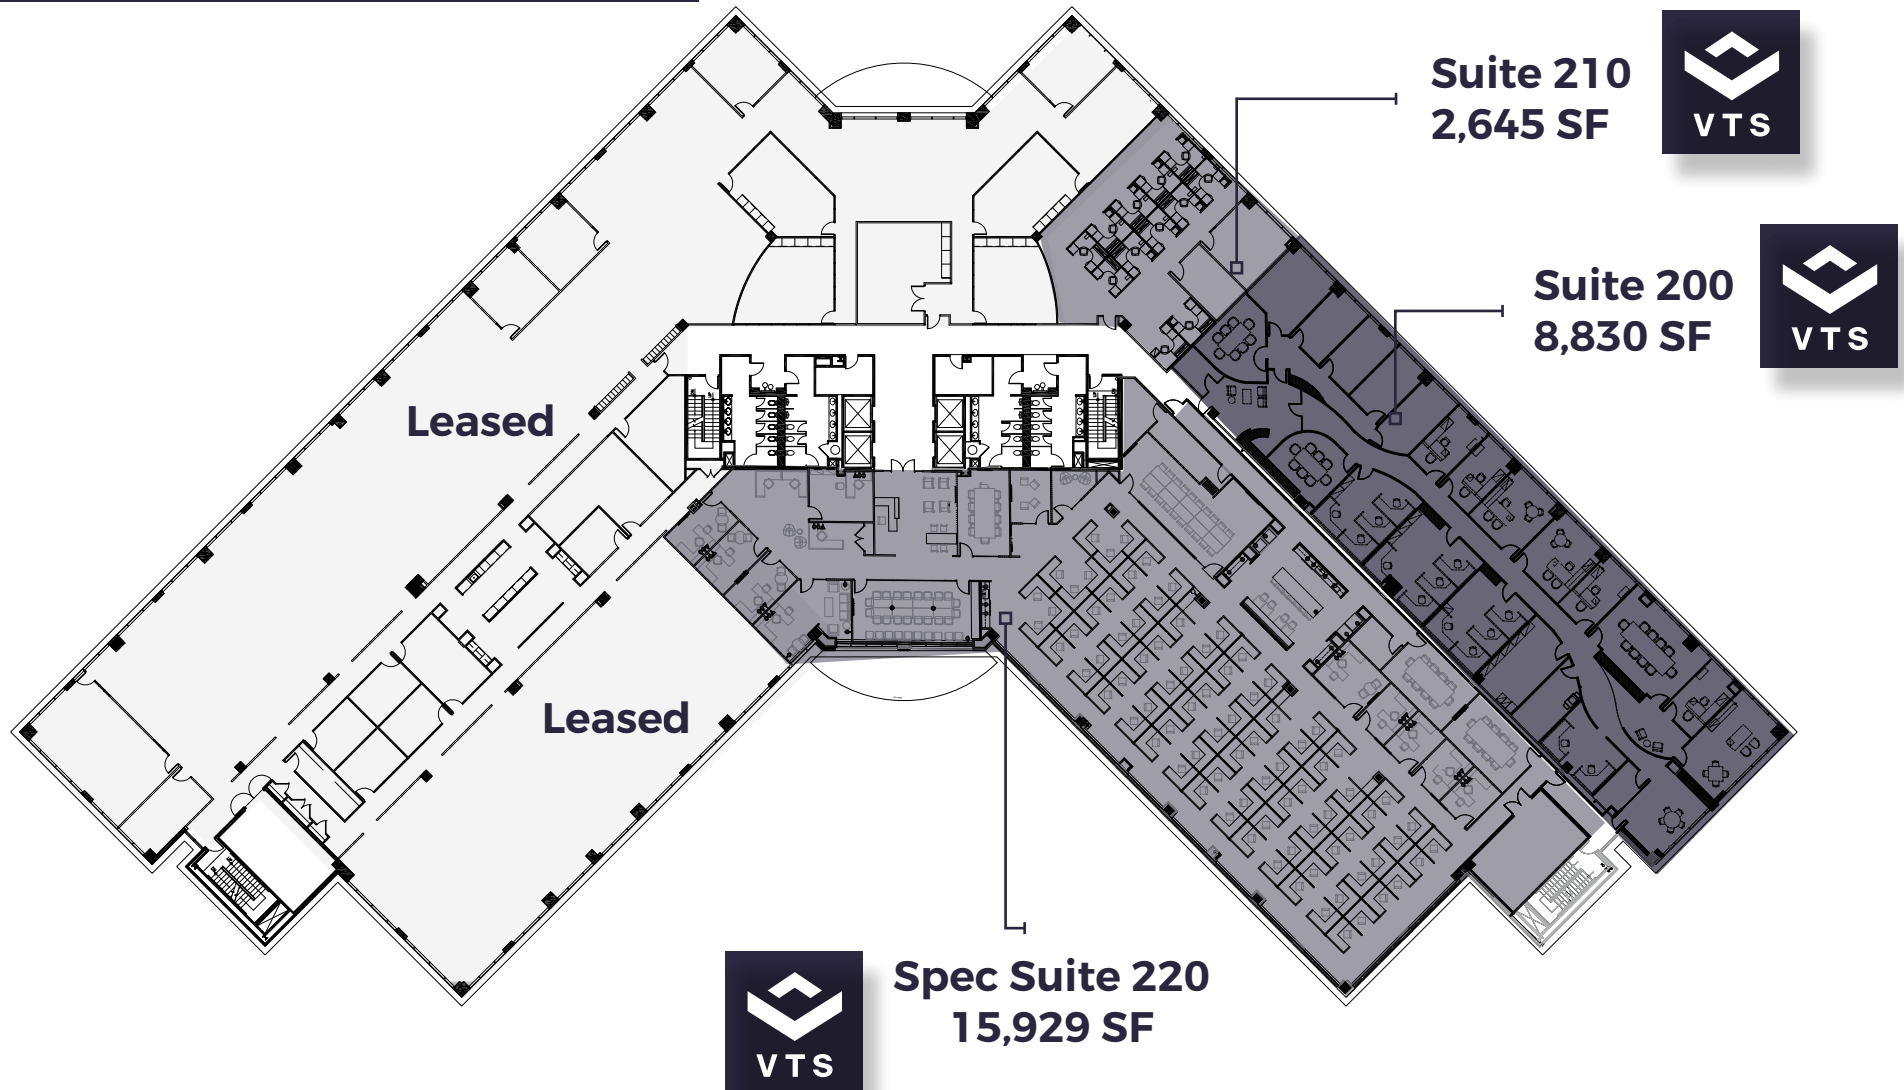 Suite 210
2,645 SF
VTS
Suite 200
8,830 SF
VTS
Leased
Leased
Spec Suite 220
15,929 SF
VTS